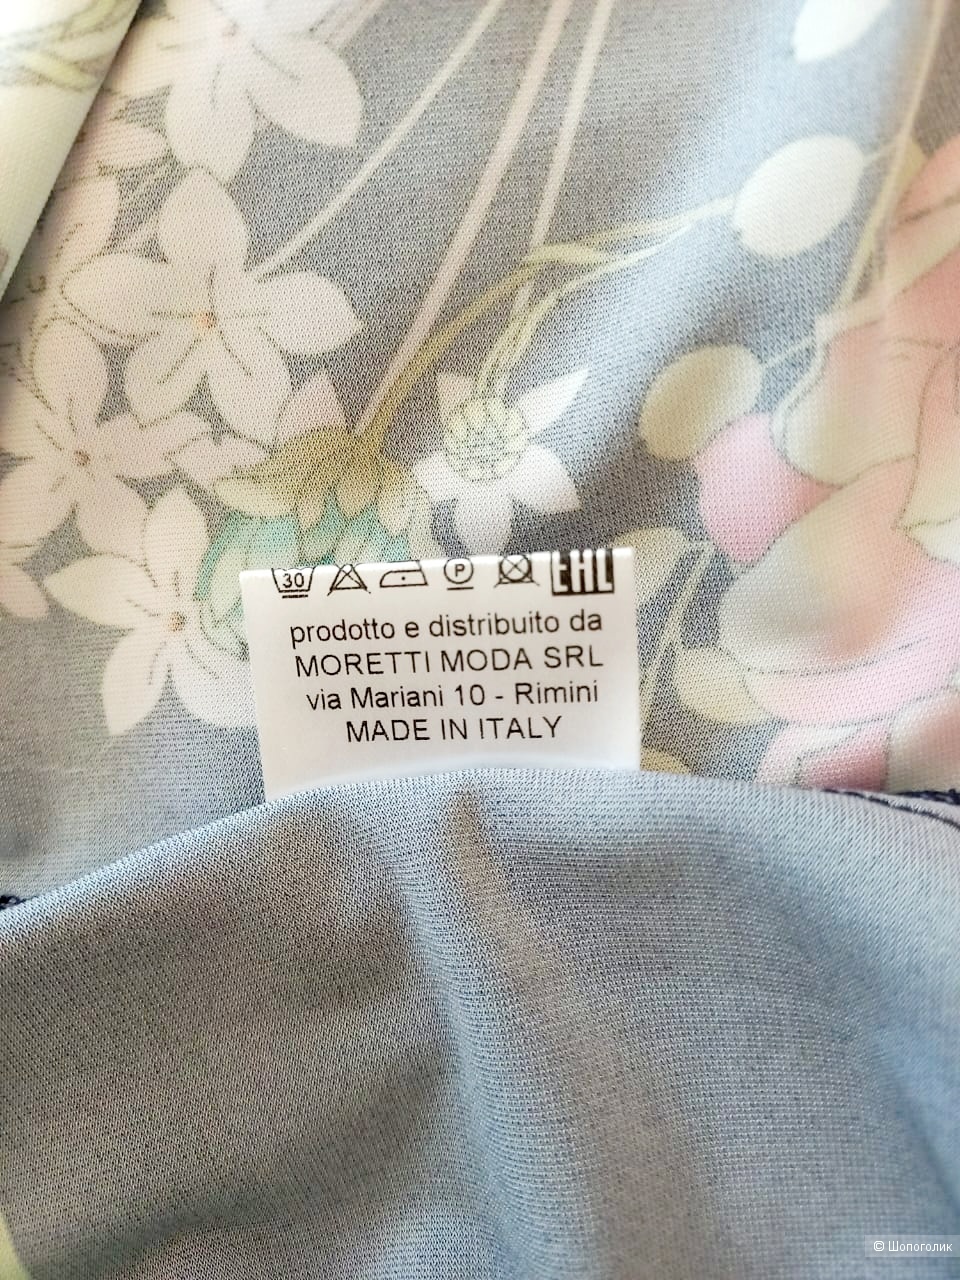 30 P EAC
prodotto e distribuito da
MORETTI MODA SRL
via Mariani 10 - Rimini
MADE IN ITALY
© Шопоголик